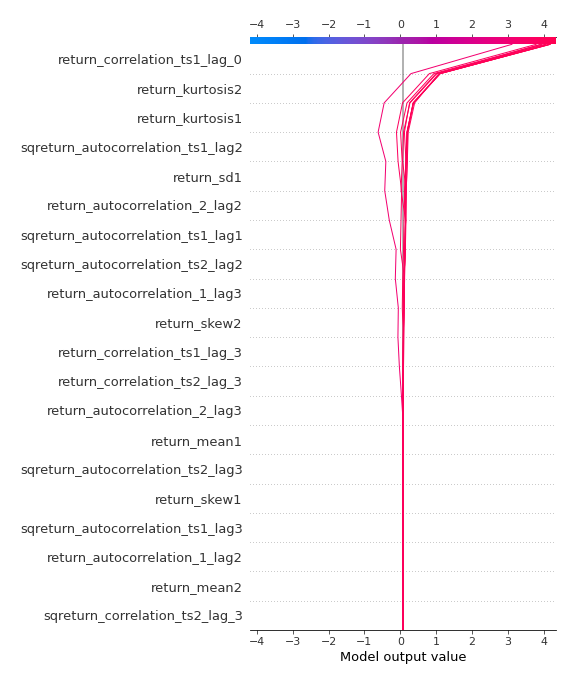 −4 −3 −2 −1 0 1 2 3 4
return_correlation_ts1_lag_0
return_kurtosis2
return_kurtosis1
sqreturn_autocorrelation_ts1_lag2
return_sd1
return_autocorrelation_2_lag2
sqreturn_autocorrelation_ts1_lag1
sqreturn_autocorrelation_ts2_lag2
return_autocorrelation_1_lag3
return_skew2
return_correlation_ts1_lag_3
return_correlation_ts2_lag_3
return_autocorrelation_2_lag3
return_mean1
sqreturn_autocorrelation_ts2_lag3
return_skew1
sqreturn_autocorrelation_ts1_lag3
return_autocorrelation_1_lag2
return_mean2
sqreturn_correlation_ts2_lag_3
−4 −3 −2 −1 0 1 2 3 4
Model output value